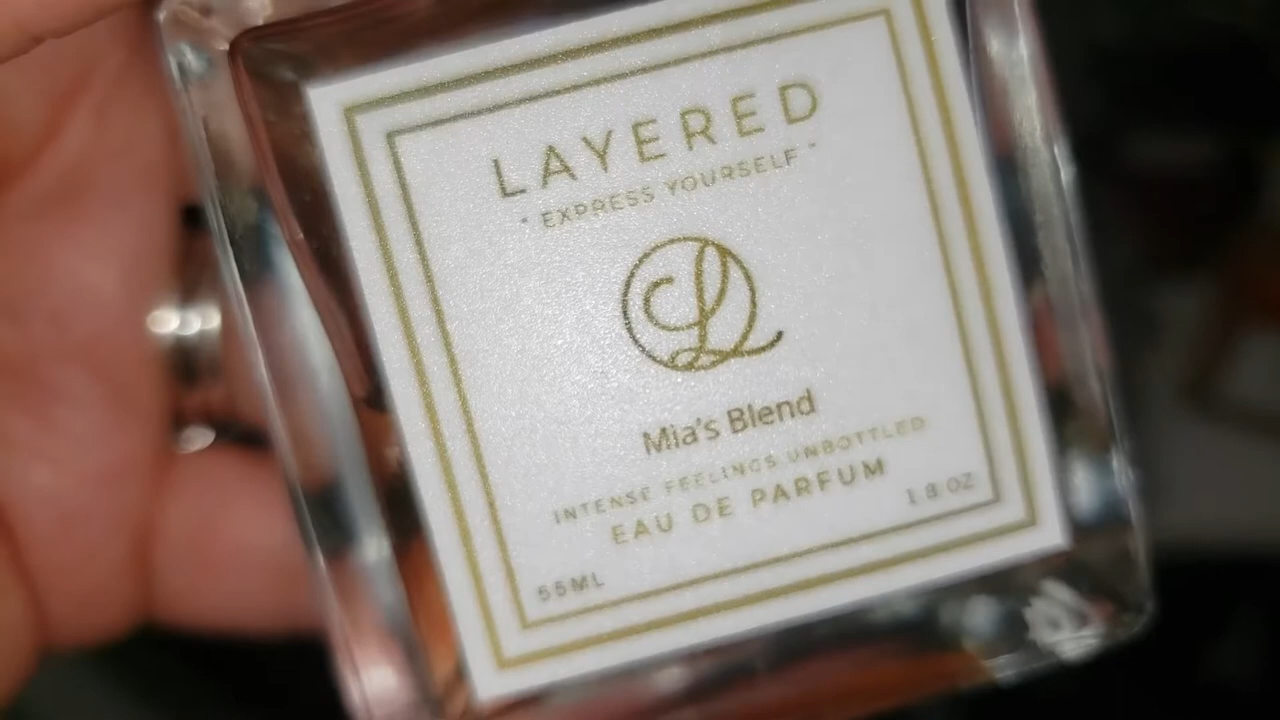 LAYERED
" EXPRESS YOURSELF "
L
Mia's Blend
INTENSE FEELINGS UNBOTTLED
EAU DE PARFUM
1.8 OZ
55ML